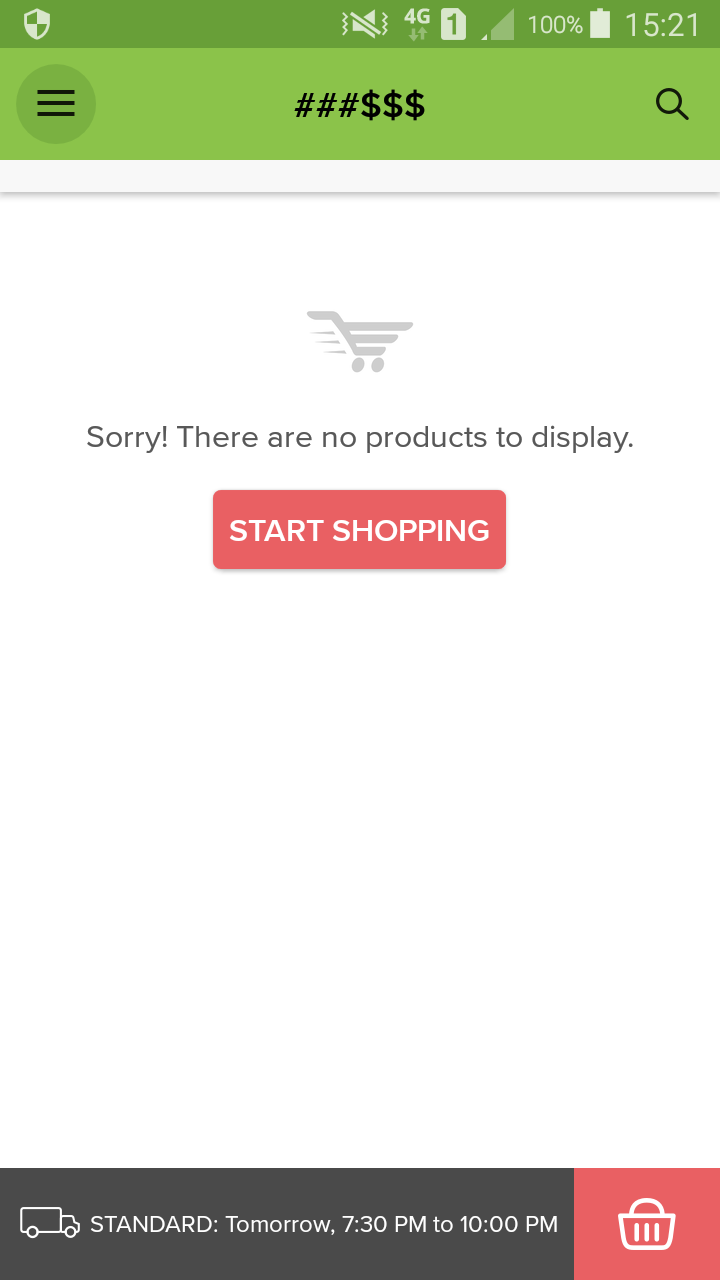 4G 1 100% 15:21
###$$$
Sorry! There are no products to display.
START SHOPPING
STANDARD: Tomorrow, 7:30 PM to 10:00 PM